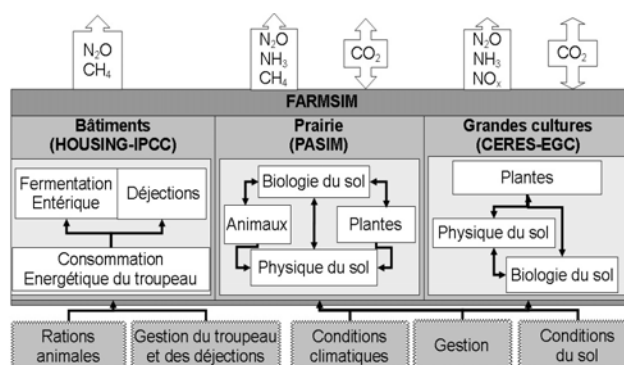 N₂O
CH₄
N₂O
NH₃
CH₄
CO₂
N₂O
NH₃
NOₓ
CO₂
FARMSIM
Bâtiments
(HOUSING-IPCC)
Prairie
(PASIM)
Grandes cultures
(CERES-EGC)
Fermentation
Entérique
Déjections
Consommation
Energétique du troupeau
Biologie du sol
Animaux
Plantes
Physique du sol
Plantes
Physique du sol
Biologie du sol
Rations
animales
Gestion du troupeau
et des déjections
Conditions
climatiques
Gestion
Conditions
du sol